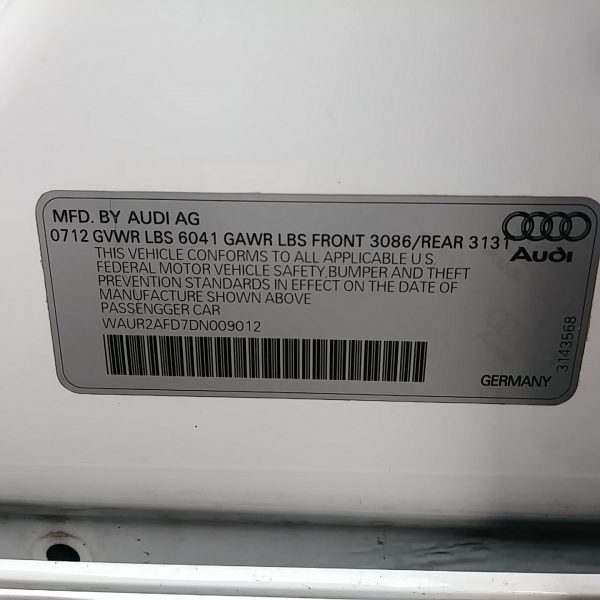 MFD. BY AUDI AG
0712 GVWR LBS 6041 GAWR LBS FRONT 3086/REAR 3131
THIS VEHICLE CONFORMS TO ALL APPLICABLE U.S.
FEDERAL MOTOR VEHICLE SAFETY,BUMPER AND THEFT
PREVENTION STANDARDS IN EFFECT ON THE DATE OF
MANUFACTURE SHOWN ABOVE
PASSENGGER CAR
WAUR2AFD7DN009012
Audi
3143568
GERMANY